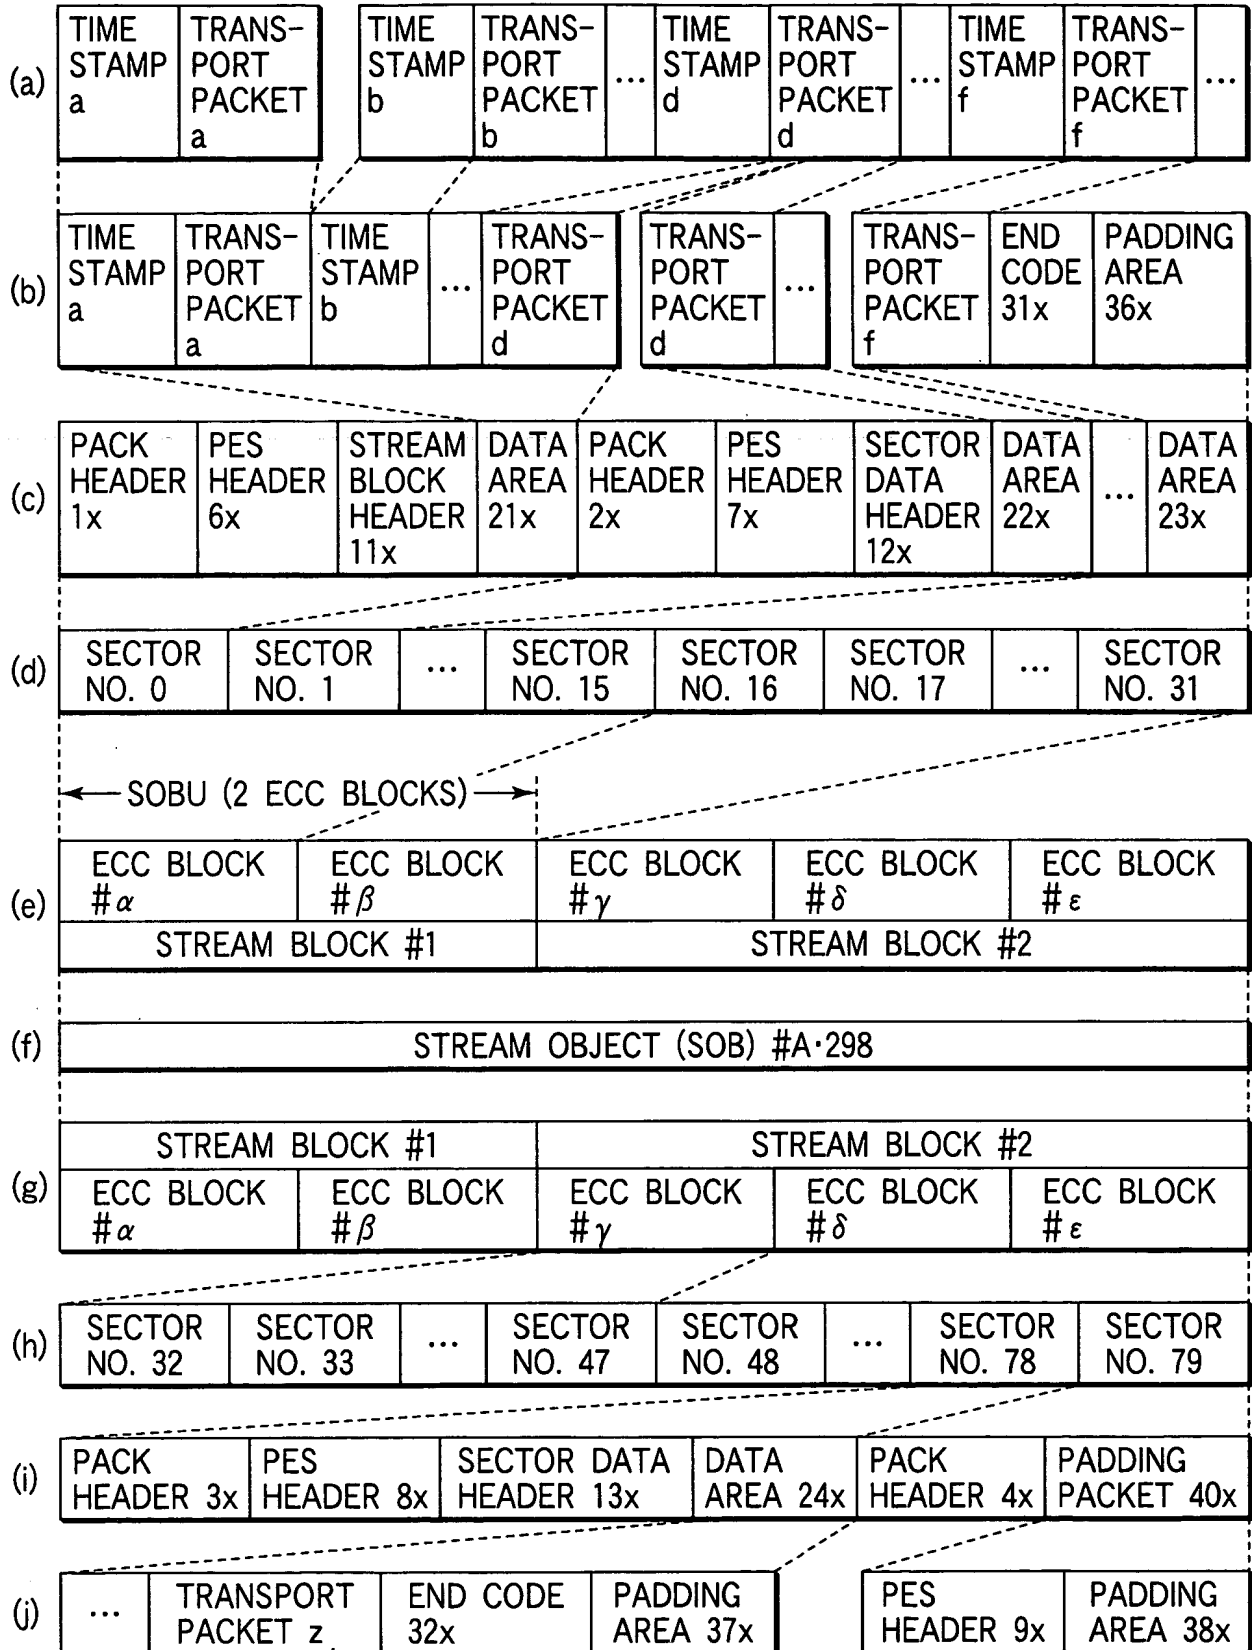 (a)
TIME STAMP a
TRANS- PORT PACKET a
TIME STAMP b
TRANS- PORT PACKET b
...
TIME STAMP d
TRANS- PORT PACKET d
...
TIME STAMP f
TRANS- PORT PACKET f
...
(b)
TIME STAMP a
TRANS- PORT PACKET a
TIME STAMP b
...
TRANS- PORT PACKET d
TRANS- PORT PACKET d
...
TRANS- PORT PACKET f
END CODE 31x
PADDING AREA 36x
(c)
PACK HEADER 1x
PES HEADER 6x
STREAM BLOCK HEADER 11x
DATA AREA 21x
PACK HEADER 2x
PES HEADER 7x
SECTOR DATA HEADER 12x
DATA AREA 22x
...
DATA AREA 23x
(d)
SECTOR NO. 0
SECTOR NO. 1
...
SECTOR NO. 15
SECTOR NO. 16
SECTOR NO. 17
...
SECTOR NO. 31
SOBU (2 ECC BLOCKS)
(e)
ECC BLOCK #α
ECC BLOCK #β
ECC BLOCK #γ
ECC BLOCK #δ
ECC BLOCK #ε
STREAM BLOCK #1
STREAM BLOCK #2
(f)
STREAM OBJECT (SOB) #A·298
(g)
STREAM BLOCK #1
STREAM BLOCK #2
ECC BLOCK #α
ECC BLOCK #β
ECC BLOCK #γ
ECC BLOCK #δ
ECC BLOCK #ε
(h)
SECTOR NO. 32
SECTOR NO. 33
...
SECTOR NO. 47
SECTOR NO. 48
...
SECTOR NO. 78
SECTOR NO. 79
(i)
PACK HEADER 3x
PES HEADER 8x
SECTOR DATA HEADER 13x
DATA AREA 24x
PACK HEADER 4x
PADDING PACKET 40x
(j)
...
TRANSPORT PACKET z
END CODE 32x
PADDING AREA 37x
PES HEADER 9x
PADDING AREA 38x